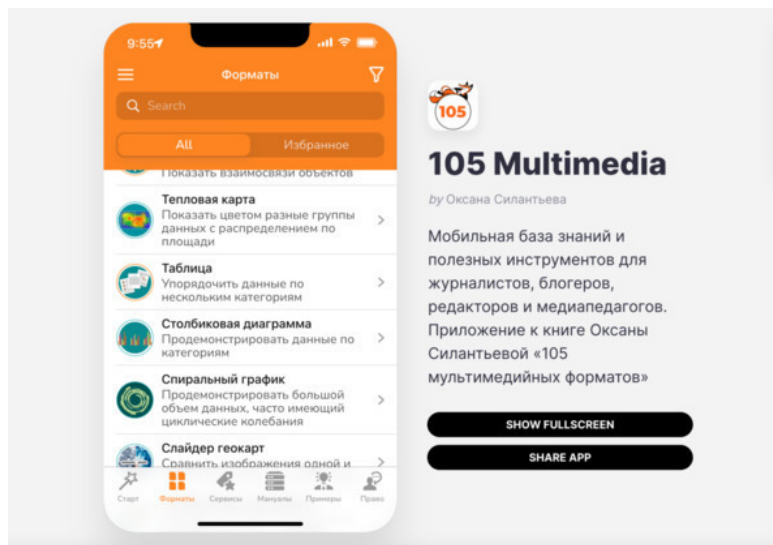 9:55
Форматы
Search
All
Избранное
Показать взаимосвязи объектов
Тепловая карта
Показать цветом разные группы
данных с распределением по
площади
Таблица
Упорядочить данные по
нескольким категориям
Столбиковая диаграмма
Продемонстрировать данные по
категориям
Спиральный график
Продемонстрировать большой
объем данных, часто имеющий
циклические колебания
Слайдер геокарт
Сравнить изображения одной и
Старт
Форматы
Сервисы
Мануалы
Примеры
Право
105
105 Multimedia
by Оксана Силантьева
Мобильная база знаний и
полезных инструментов для
журналистов, блогеров,
редакторов и медиапедагогов.
Приложение к книге Оксаны
Силантьевой «105
мультимедийных форматов»
SHOW FULLSCREEN
SHARE APP